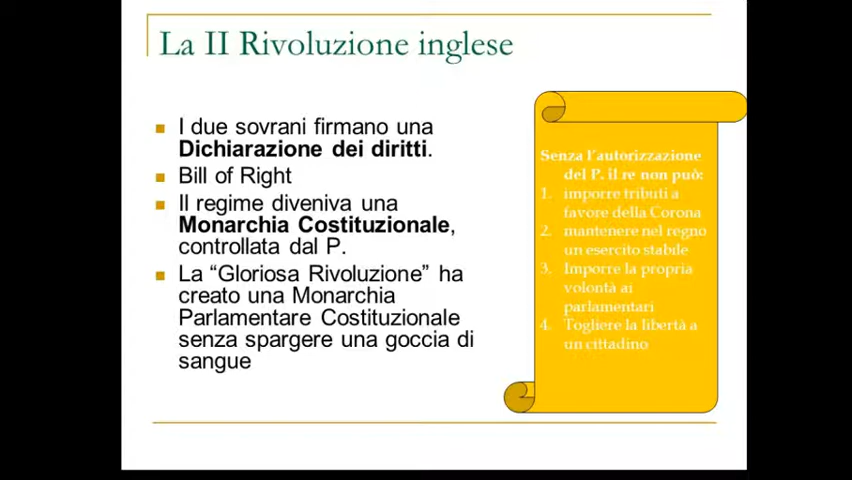 La II Rivoluzione inglese
I due sovrani firmano una
Dichiarazione dei diritti.
Bill of Right
Il regime diveniva una
Monarchia Costituzionale,
controllata dal P.
La “Gloriosa Rivoluzione” ha
creato una Monarchia
Parlamentare Costituzionale
senza spargere una goccia di
sangue
Senza l'autorizzazione
del P. il re non può:
1. imporre tributi a
favore della Corona
2. mantenere nel regno
un esercito stabile
3. Imporre la propria
volontà ai
parlamentari
4. Togliere la libertà a
un cittadino